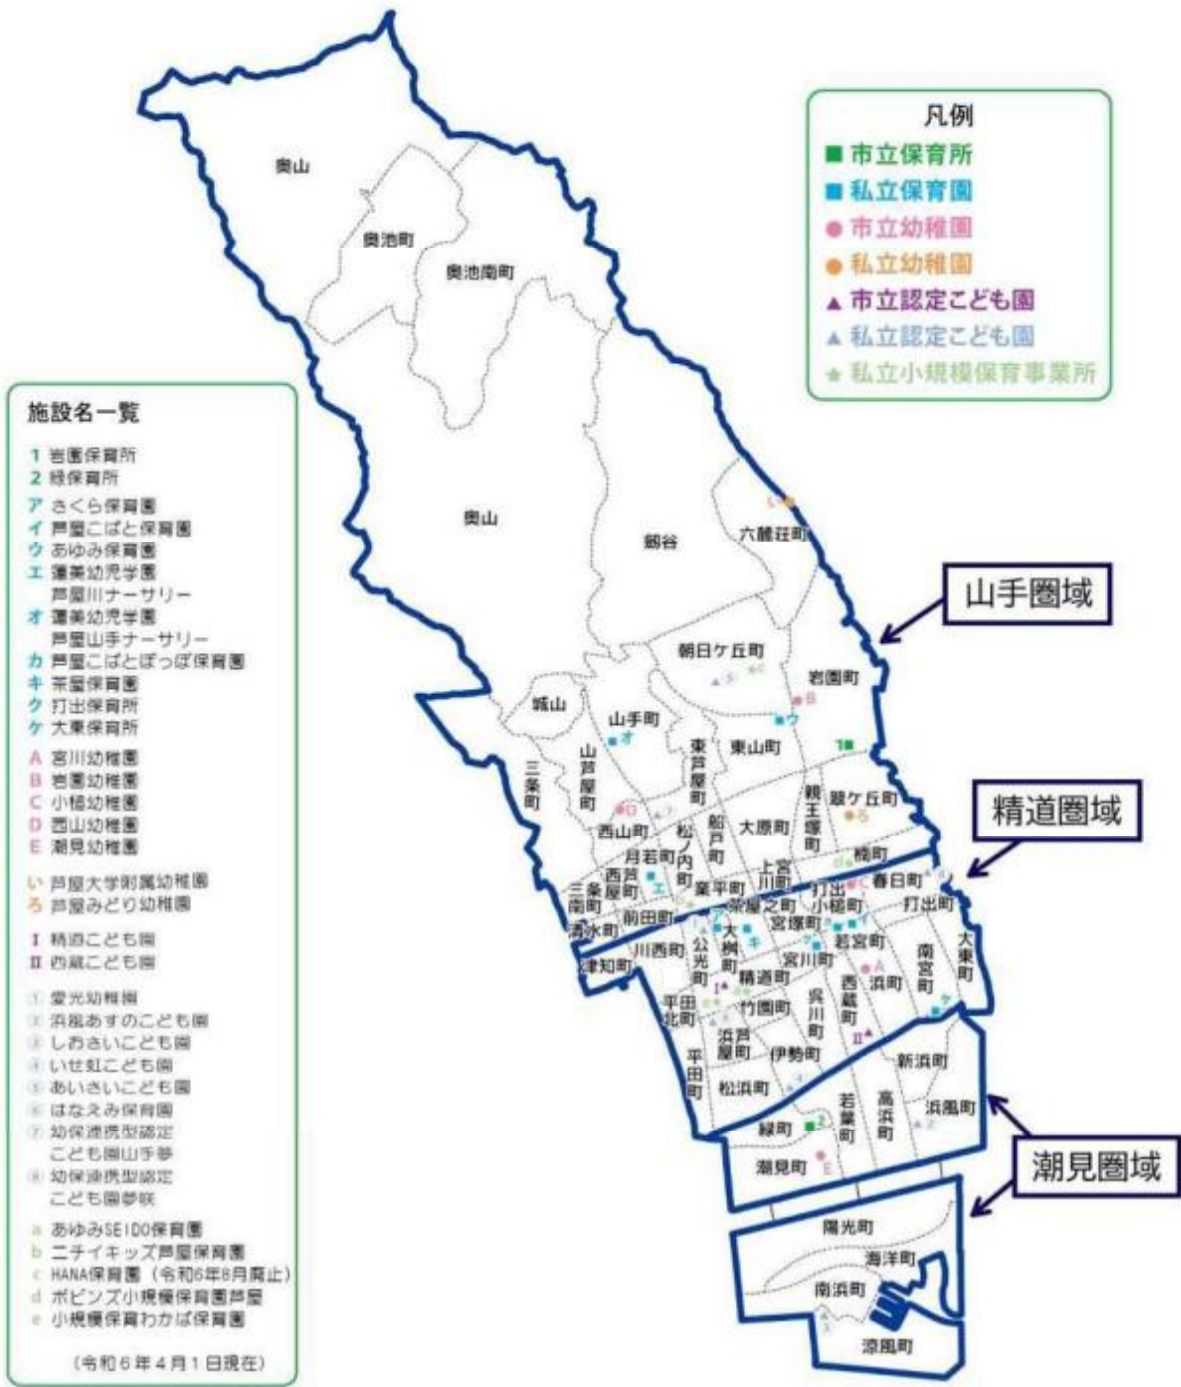 凡例
■ 市立保育所
■ 私立保育園
● 市立幼稚園
● 私立幼稚園
▲ 市立認定こども園
▲ 私立認定こども園
★ 私立小規模保育事業所
施設名一覧
1 岩園保育所
2 緑保育所
ア さくら保育園
イ 芦屋こばと保育園
ウ あゆみ保育園
エ 蓮美幼児学園
芦屋川ナーサリー
オ 蓮美幼児学園
芦屋山手ナーサリー
カ 芦屋こばとぽっぽ保育園
キ 茶屋保育園
ク 打出保育所
ケ 大東保育所
A 宮川幼稚園
B 岩園幼稚園
C 小槌幼稚園
D 西山幼稚園
E 潮見幼稚園
い 芦屋大学附属幼稚園
ろ 芦屋みどり幼稚園
I 精道こども園
II 西蔵こども園
① 愛光幼稚園
② 浜風あすのこども園
③ しおさいこども園
④ いせ虹こども園
⑤ あいさいこども園
⑥ はなえみ保育園
⑦ 幼保連携型認定
こども園山手夢
⑧ 幼保連携型認定
こども園夢咲
a あゆみSEIDO保育園
b ニチイキッズ芦屋保育園
c HANA保育園（令和6年8月廃止）
d ポピンズ小規模保育園芦屋
e 小規模保育わかば保育園
（令和6年4月1日現在）
山手圏域
精道圏域
潮見圏域
奥山
奥池町
奥池南町
奥山
剱谷
い
六麓荘町
朝日ケ丘町
c
岩園町
B
城山
山手町
オ
ウ
東山町
1
三条町
山芦屋町
東芦屋町
D
西山町
松ノ内町
船戸町
大原町
親王塚町
翠ケ丘町
ろ
月若町
西芦屋町
エ
業平町
上宮川町
d
楠町
三条南町
前田町
茶屋之町
打出小槌町
C
春日町
打出町
清水町
川西町
公光町
ア
大桝町
キ
宮塚町
イ
若宮町
津知町
ク
宮川町
A
浜町
西蔵町
南宮町
大東町
ケ
I
精道町
平田北町
竹園町
呉川町
II
浜芦屋町
伊勢町
平田町
松浜町
新浜町
緑町
2
若葉町
高浜町
浜風町
潮見町
E
陽光町
海洋町
南浜町
涼風町